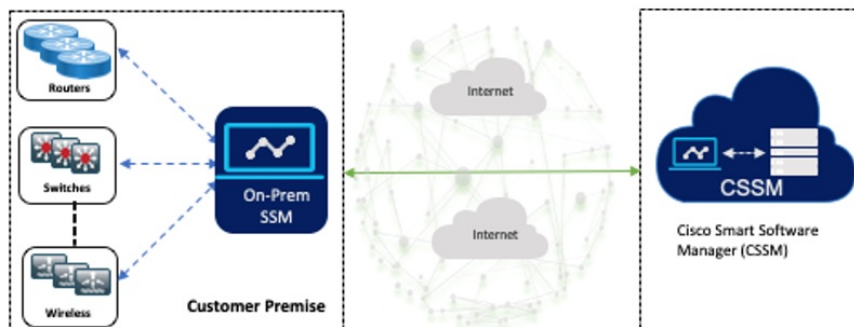 Routers
Switches
Wireless
On-Prem
SSM
Customer Premise
Internet
Internet
CSSM
Cisco Smart Software
Manager (CSSM)